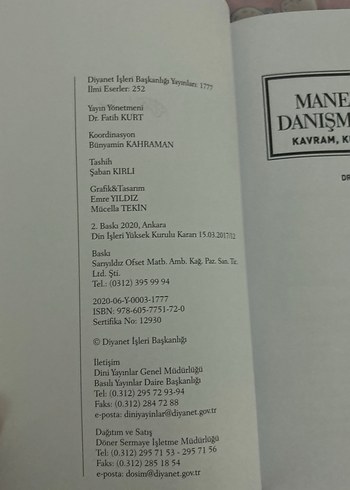 Diyanet İşleri Başkanlığı Yayınları: 1777
İlmi Eserler: 252
Yayın Yönetmeni
Dr. Fatih KURT
Koordinasyon
Bünyamin KAHRAMAN
Tashih
Şaban KIRLI
Grafik&Tasarım
Emre YILDIZ
Mücella TEKİN
2. Baskı 2020, Ankara
Din İşleri Yüksek Kurulu Kararı 15.03.2017/12
Baskı
Sarıyıldız Ofset Math. Amb. Kağ. Paz. San. Tic.
Ltd. Şti.
Tel.: (0312) 395 99 94
2020-06-Y-0003-1777
ISBN: 978-605-7751-72-0
Sertifika No: 12930
© Diyanet İşleri Başkanlığı
İletişim
Dini Yayınlar Genel Müdürlüğü
Basılı Yayınlar Daire Başkanlığı
Tel: (0.312) 295 72 93-94
Faks: (0.312) 284 72 88
e-posta: diniyayinlar@diyanet.gov.tr
Dağıtım ve Satış
Döner Sermaye İşletme Müdürlüğü
Tel: (0312) 295 71 53 - 295 71 56
Faks: (0312) 285 18 54
e-posta: dosim@diyanet.gov.tr
MANE
DANIŞM
KAVRAM, K
DR